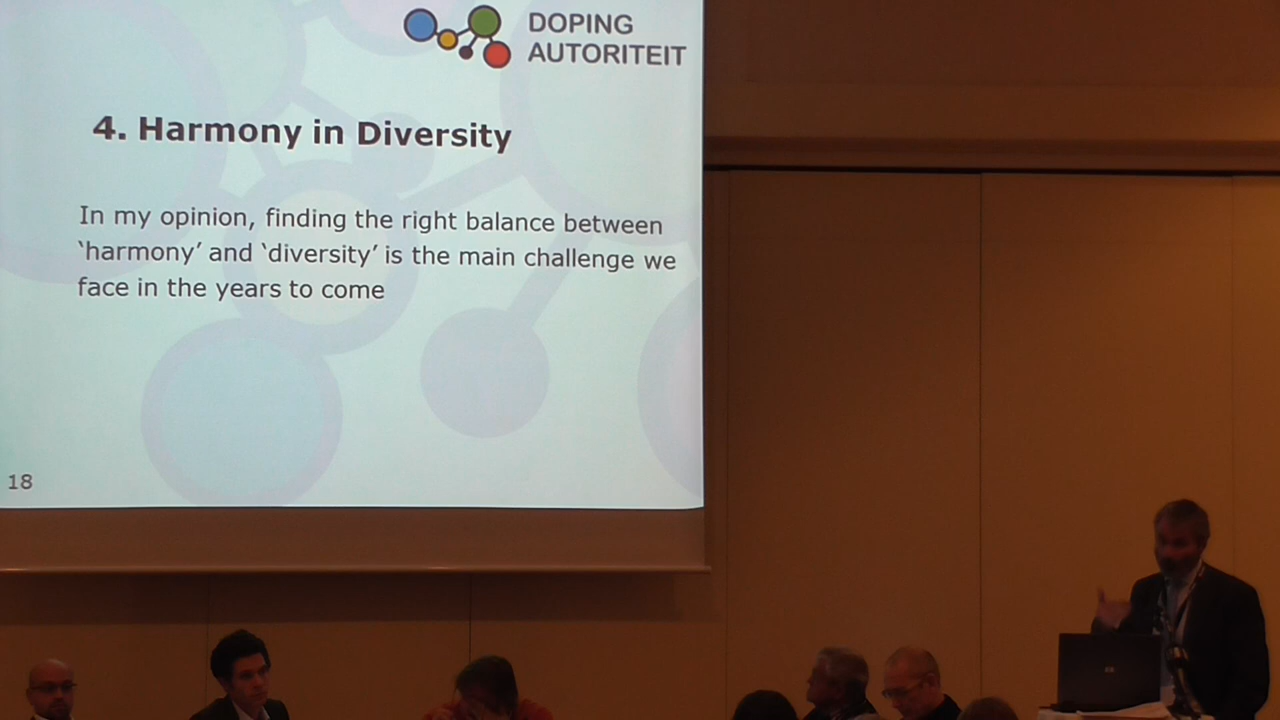 DOPING
AUTORITEIT
4. Harmony in Diversity
In my opinion, finding the right balance between
‘harmony’ and ‘diversity’ is the main challenge we
face in the years to come
18